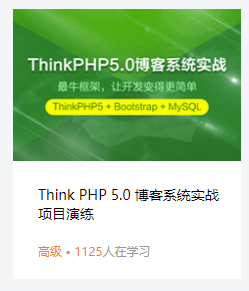 ThinkPHP5.0博客系统实战
最牛框架，让开发变得更简单
ThinkPHP5 + Bootstrap + MySQL
Think PHP 5.0 博客系统实战
项目演练
高级 • 1125人在学习